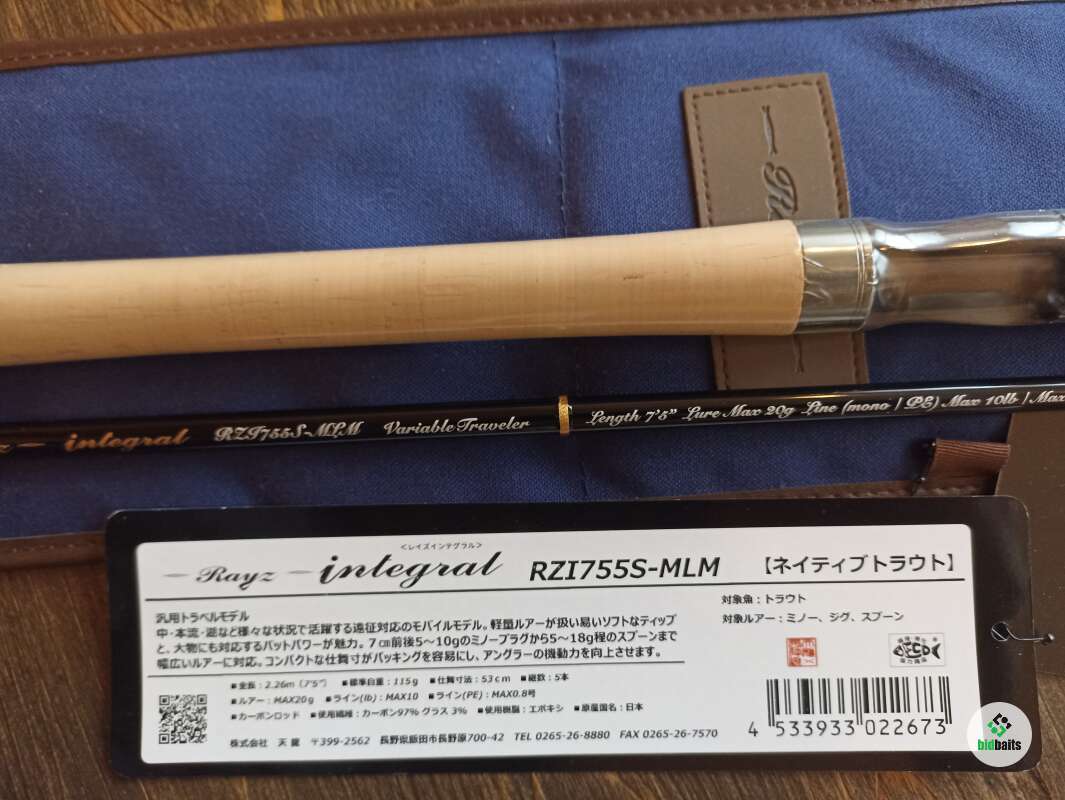 integral RZI755S-MLM Variable Traveler Length 7'5" Lure Max 20g Line (mono / PE) Max 10lb / Max
<レイズインテグラル>
Rayz integral RZI755S-MLM 【ネイティブトラウト】
汎用トラベルモデル
中・本流・湖など様々な状況で活躍する遠征対応のモバイルモデル。軽量ルアーが扱い易いソフトなティップ
と、大物にも対応するバットパワーが魅力。7㎝前後5～10gのミノープラグから5～18g程のスプーンまで
幅広いルアーに対応。コンパクトな仕舞寸がパッキングを容易にし、アングラーの機動力を向上させます。
対象魚：トラウト
対象ルアー：ミノー、ジグ、スプーン
■全長：2.26m（7'5"） ■標準自重：115g ■仕舞寸法：53cm ■継数：5本
■ルアー：MAX20g ■ライン(lb)：MAX10 ■ライン(PE)：MAX0.8号
■カーボンロッド ■使用繊維：カーボン97% グラス 3% ■使用樹脂：エポキシ ■原産国名：日本
株式会社 天龍 〒399-2562 長野県飯田市長野原700-42 TEL 0265-26-8880 FAX 0265-26-7570
4 533933 022673
bidbaits